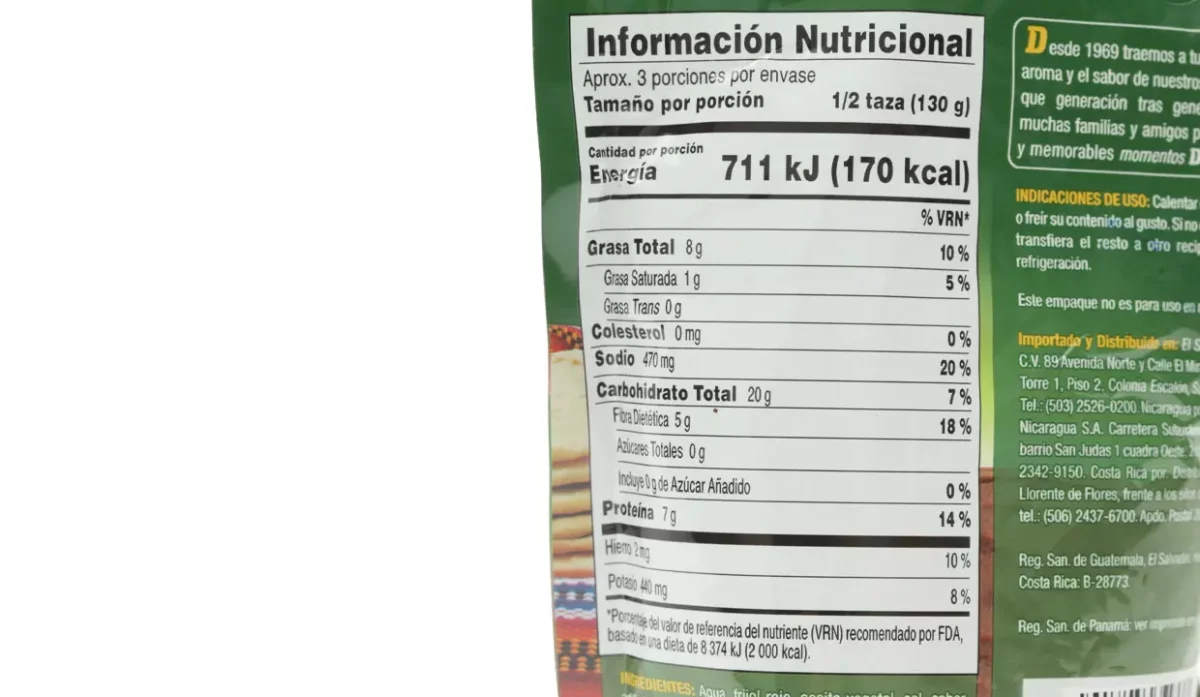 Información Nutricional
Aprox. 3 porciones por envase
Tamaño por porción 1/2 taza (130 g)
Cantidad por porción
Energía 711 kJ (170 kcal)
% VRN*
Grasa Total 8 g 10 %
Grasa Saturada 1 g 5 %
Grasa Trans 0 g
Colesterol 0 mg 0 %
Sodio 470 mg 20 %
Carbohidrato Total 20 g 7 %
Fibra Dietética 5 g 18 %
Azúcares Totales 0 g
Incluye 0 g de Azúcar Añadido 0 %
Proteína 7 g 14 %
Hierro 2 mg 10 %
Potasio 440 mg 8 %
*Porcentaje del valor de referencia del nutriente (VRN) recomendado por FDA,
basado en una dieta de 8 374 kJ (2 000 kcal).
INGREDIENTES: Agua, frijol rojo, aceite vegetal, sal, sabor
Desde 1969 traemos a tu
aroma y el sabor de nuestros
que generación tras
muchas familias y amigos
y memorables momentos
INDICACIONES DE USO: Calentar
o freír su contenido al gusto. Si no
transfiera el resto a otro
refrigeración.
Este empaque no es para uso en
Importado y Distribuido en: El
C.V. 89 Avenida Norte y Calle El
Torre 1, Piso 2, Colonia Escalón,
Tel.: (503) 2526-0200. Nicaragua
Nicaragua S.A. Carretera
barrio San Judas 1 cuadra Oeste.
2342-9150. Costa Rica por:
Llorente de Flores, frente a los
tel.: (506) 2437-6700. Apdo. Postal
Reg. San. de Guatemala, El Salvador,
Costa Rica: B-28773
Reg. San. de Panamá: ver